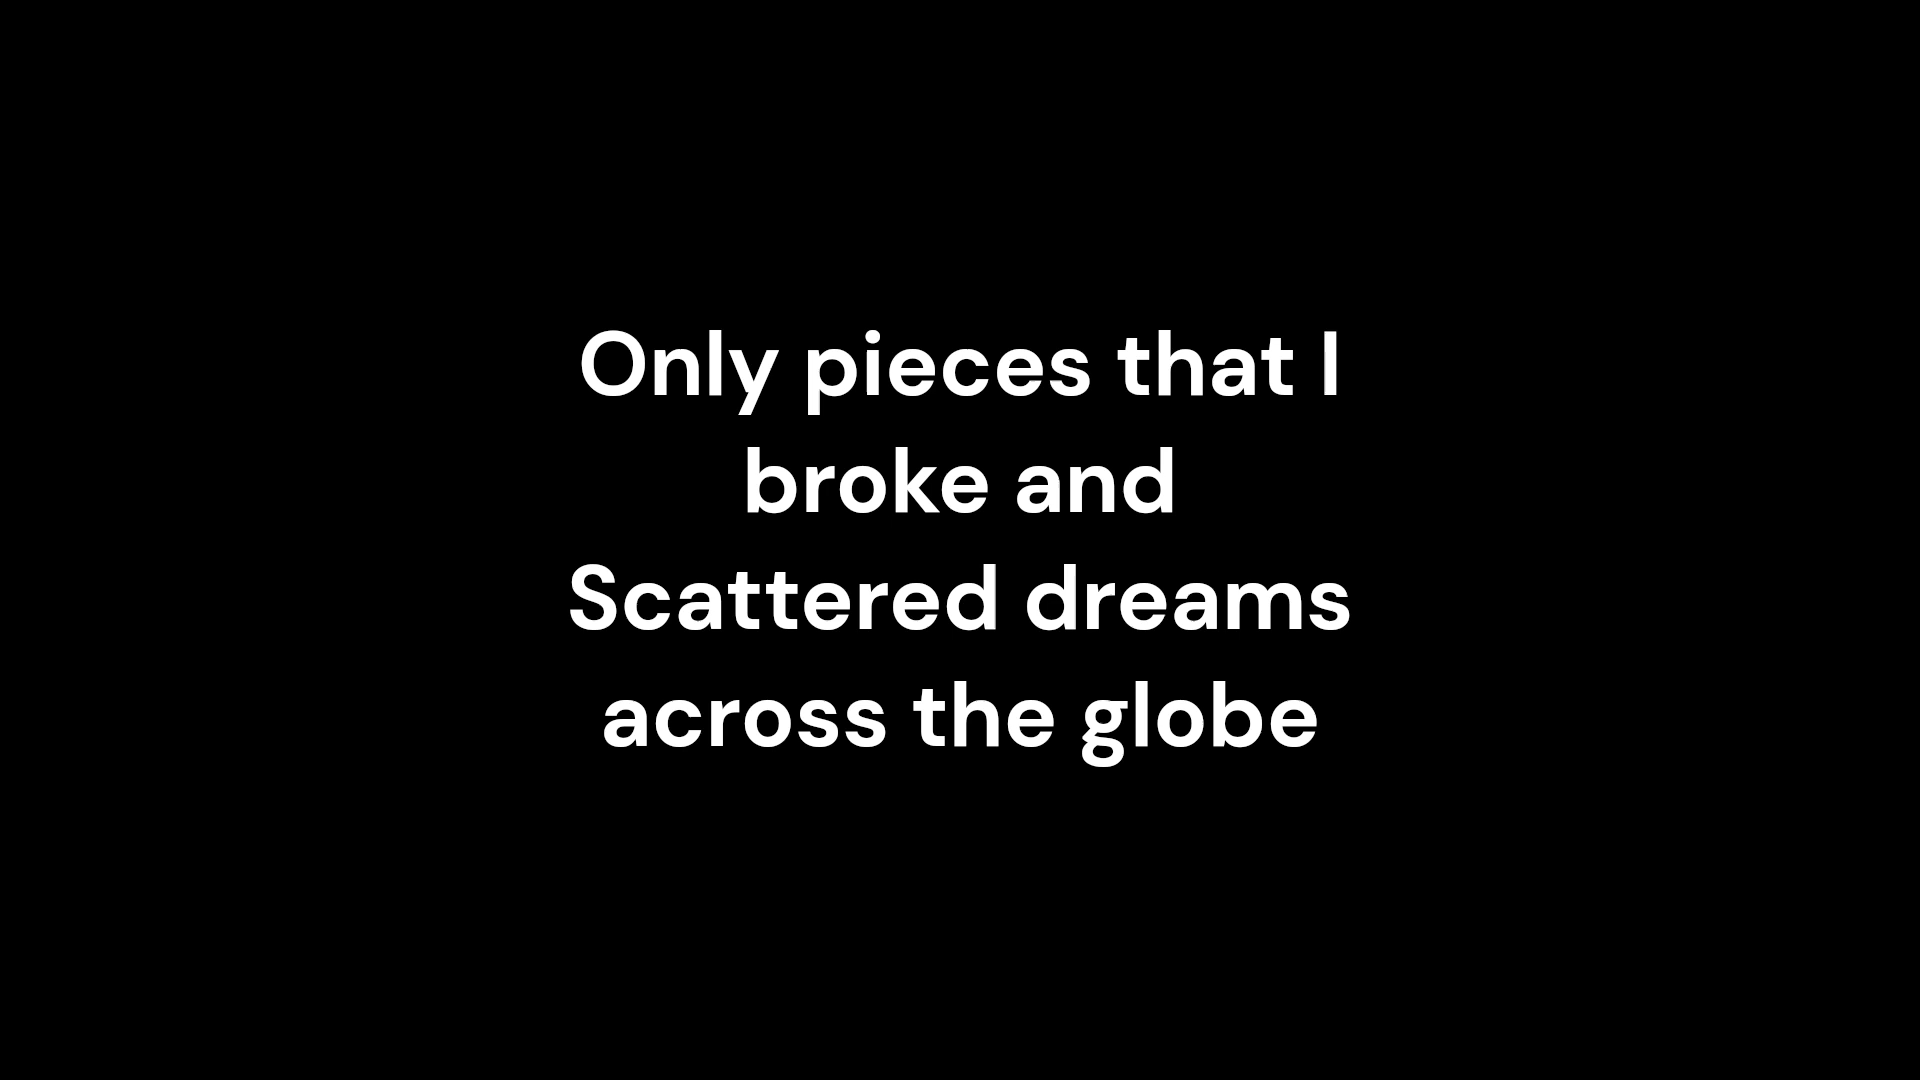 Only pieces that I
broke and
Scattered dreams
across the globe